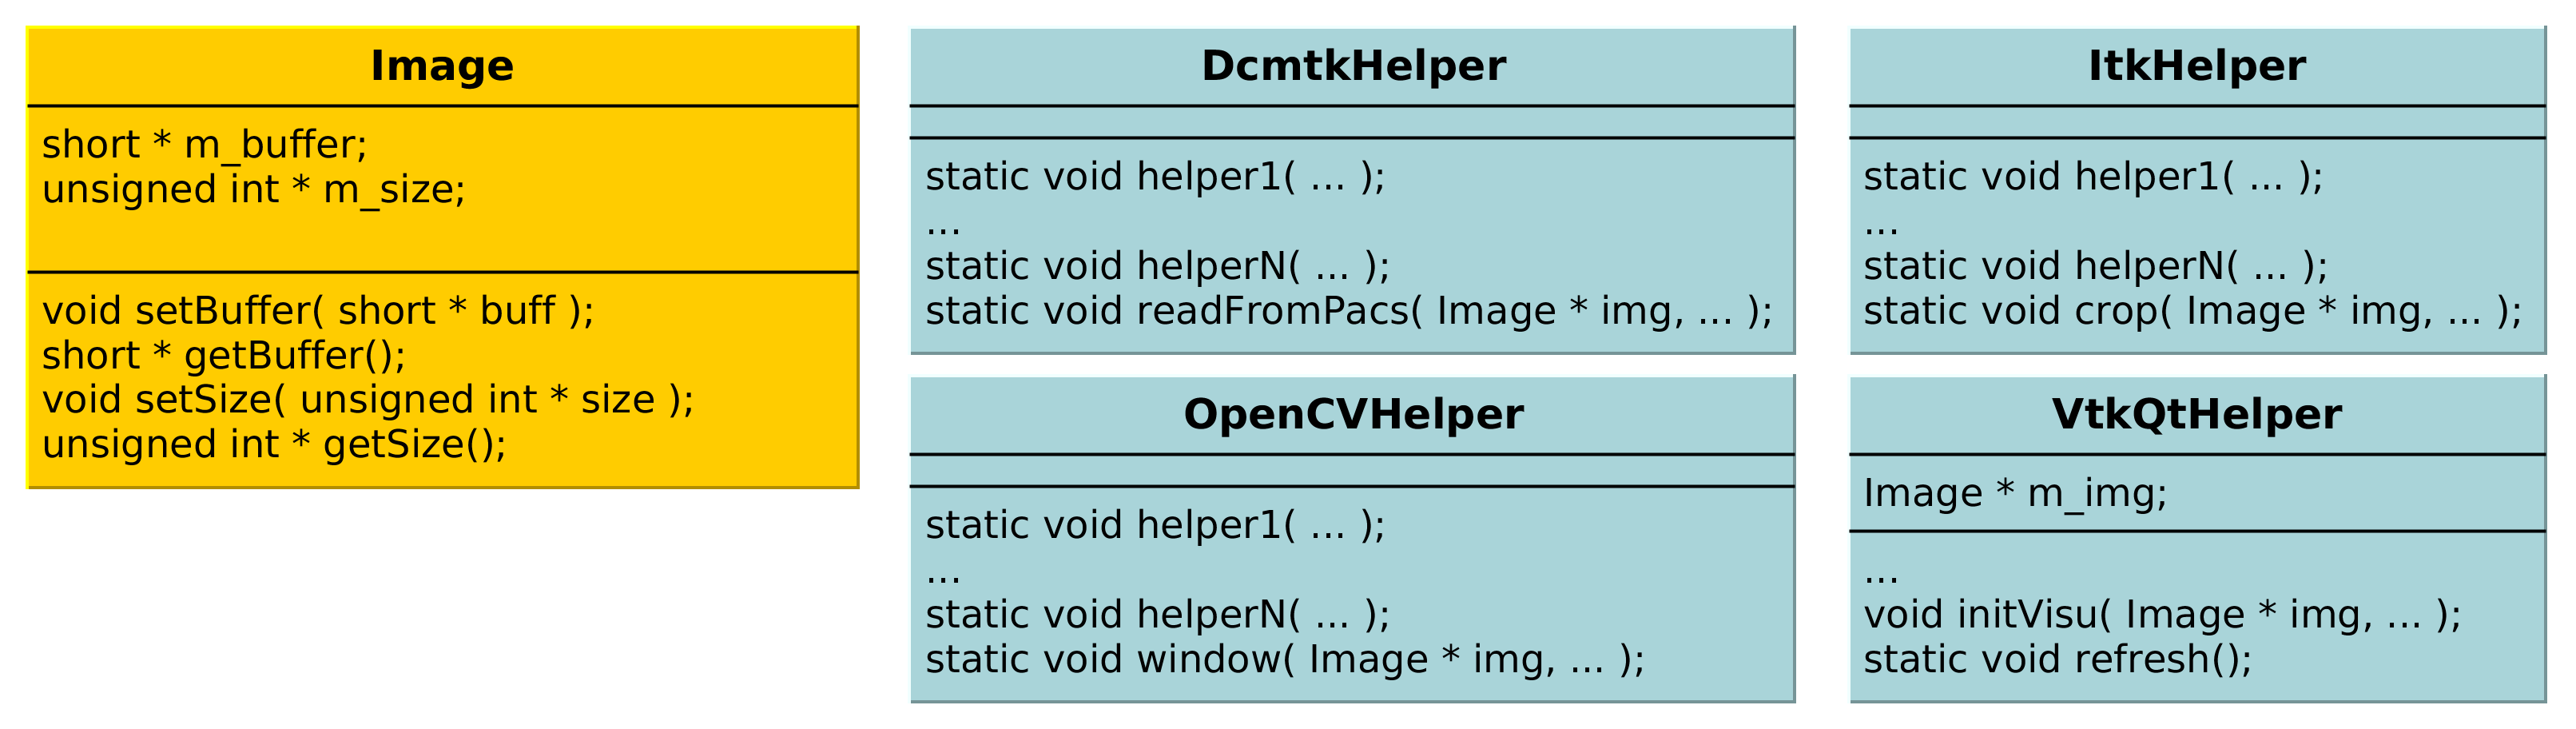 Image
short * m_buffer;
unsigned int * m_size;
void setBuffer( short * buff );
short * getBuffer();
void setSize( unsigned int * size );
unsigned int * getSize();
DcmtkHelper
static void helper1( ... );
...
static void helperN( ... );
static void readFromPacs( Image * img, ... );
ItkHelper
static void helper1( ... );
...
static void helperN( ... );
static void crop( Image * img, ... );
OpenCVHelper
static void helper1( ... );
...
static void helperN( ... );
static void window( Image * img, ... );
VtkQtHelper
Image * m_img;
...
void initVisu( Image * img, ... );
static void refresh();